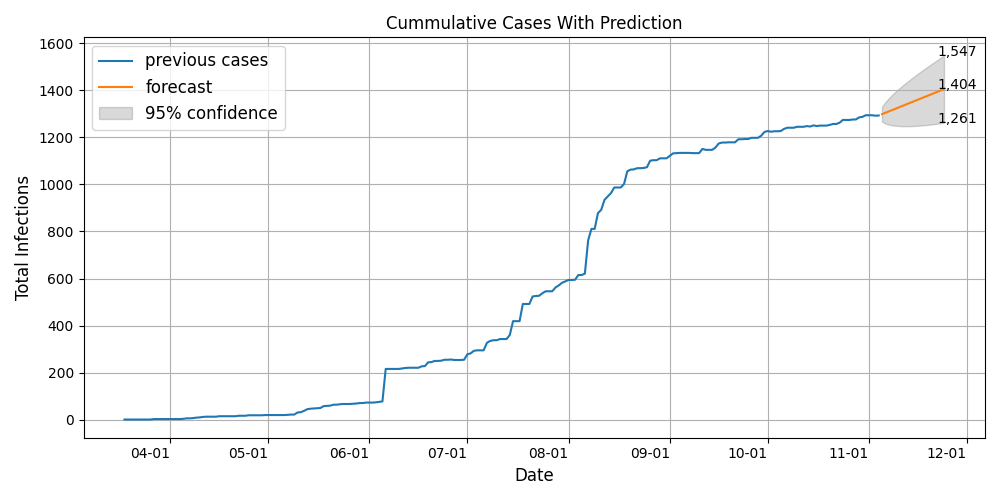 Cummulative Cases With Prediction
previous cases
forecast
95% confidence
1,547
1,404
1,261
Total Infections
1600
1400
1200
1000
800
600
400
200
0
04-01 05-01 06-01 07-01 08-01 09-01 10-01 11-01 12-01
Date